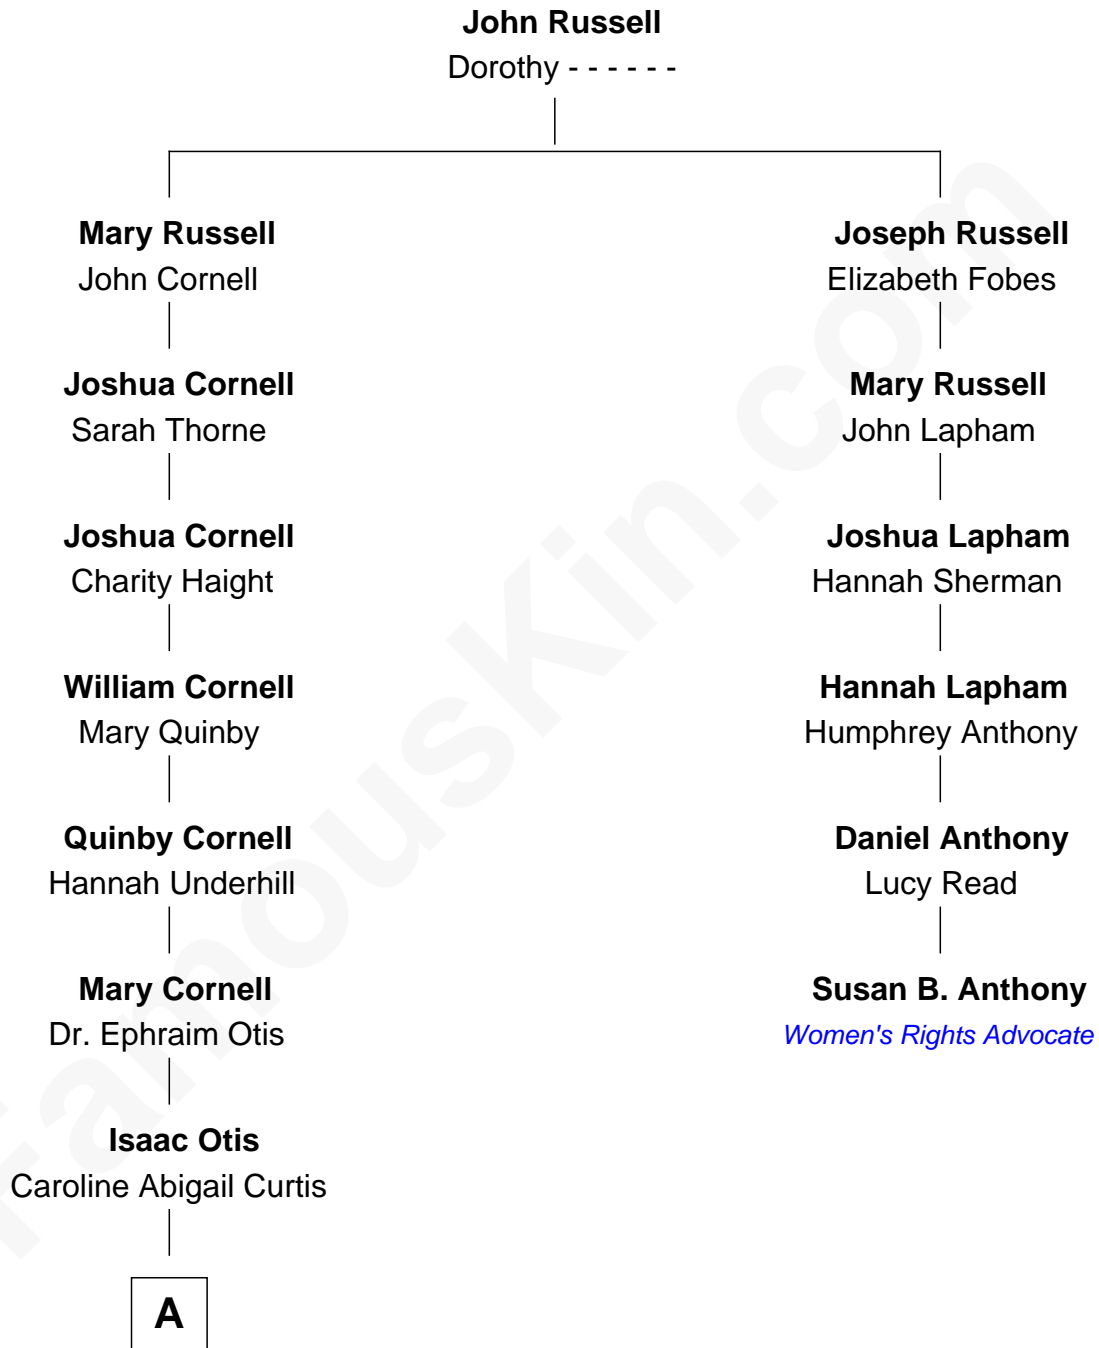 John Russell
Dorothy - - - - - -
Mary Russell
John Cornell
Joseph Russell
Elizabeth Fobes
Joshua Cornell
Sarah Thorne
Mary Russell
John Lapham
Joshua Cornell
Charity Haight
Joshua Lapham
Hannah Sherman
William Cornell
Mary Quinby
Hannah Lapham
Humphrey Anthony
Quinby Cornell
Hannah Underhill
Daniel Anthony
Lucy Read
Mary Cornell
Dr. Ephraim Otis
Susan B. Anthony
Women's Rights Advocate
Isaac Otis
Caroline Abigail Curtis
A
FamousKin.com